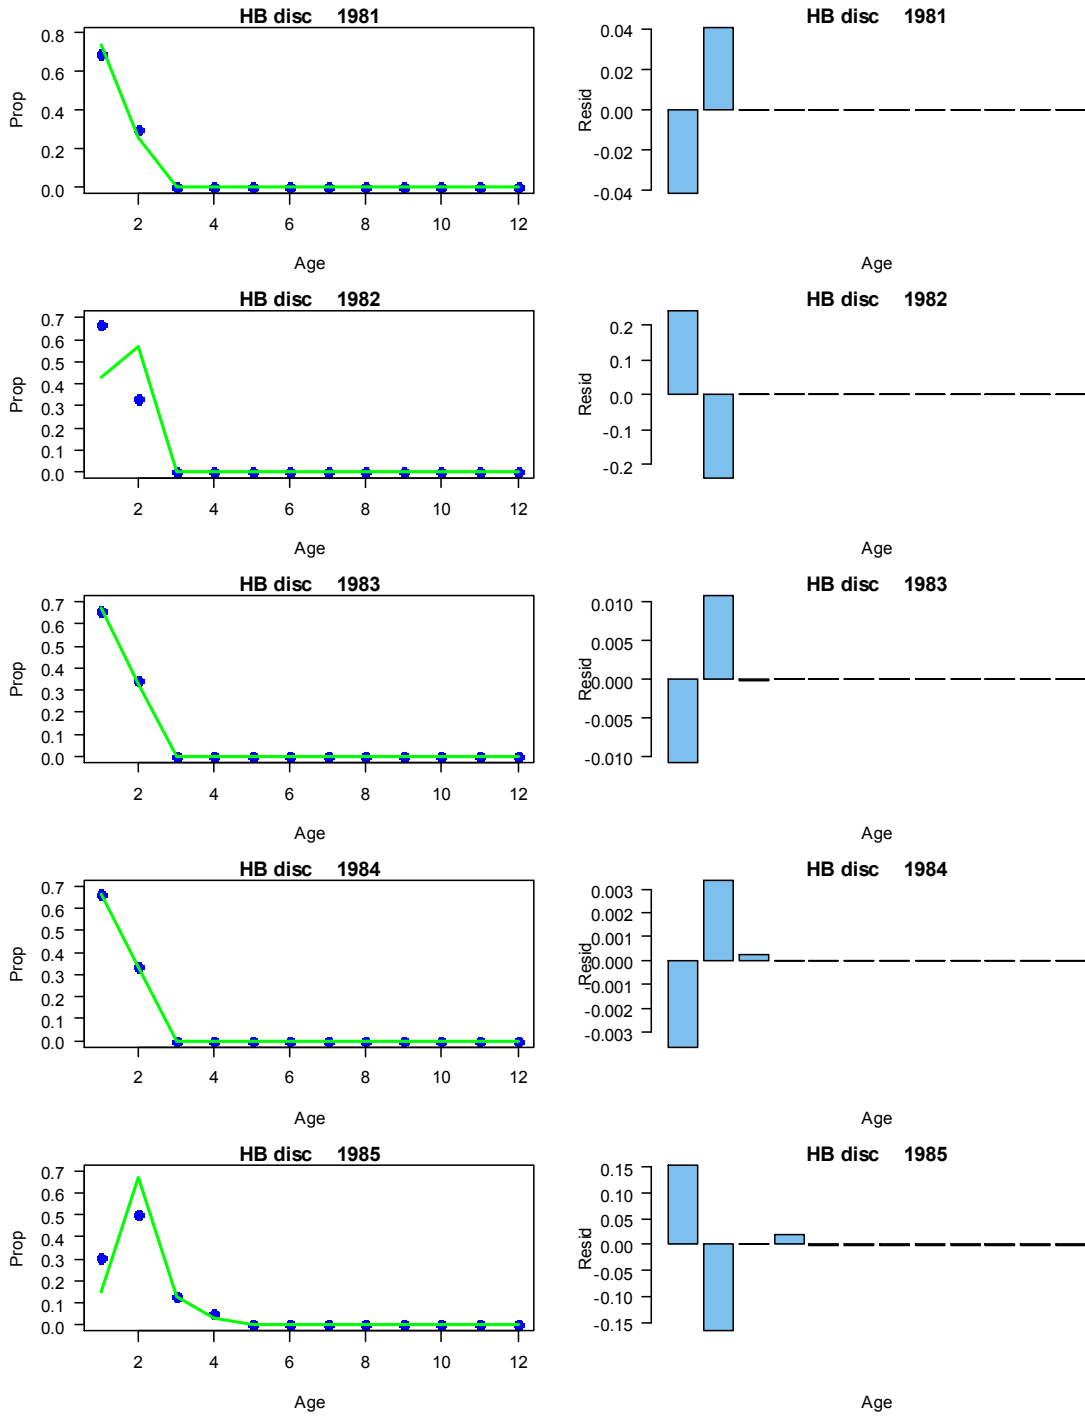 HB disc 1981
Prop
0.8
0.6
0.4
0.2
0.0
2 4 6 8 10 12
Age
HB disc 1981
Resid
0.04
0.02
0.00
-0.02
-0.04
Age
HB disc 1982
Prop
0.7
0.6
0.5
0.4
0.3
0.2
0.1
0.0
2 4 6 8 10 12
Age
HB disc 1982
Resid
0.2
0.1
0.0
-0.1
-0.2
Age
HB disc 1983
Prop
0.7
0.6
0.5
0.4
0.3
0.2
0.1
0.0
2 4 6 8 10 12
Age
HB disc 1983
Resid
0.010
0.005
0.000
-0.005
-0.010
Age
HB disc 1984
Prop
0.7
0.6
0.5
0.4
0.3
0.2
0.1
0.0
2 4 6 8 10 12
Age
HB disc 1984
Resid
0.003
0.002
0.001
0.000
-0.001
-0.002
-0.003
Age
HB disc 1985
Prop
0.7
0.6
0.5
0.4
0.3
0.2
0.1
0.0
2 4 6 8 10 12
Age
HB disc 1985
Resid
0.15
0.10
0.05
0.00
-0.05
-0.10
-0.15
Age